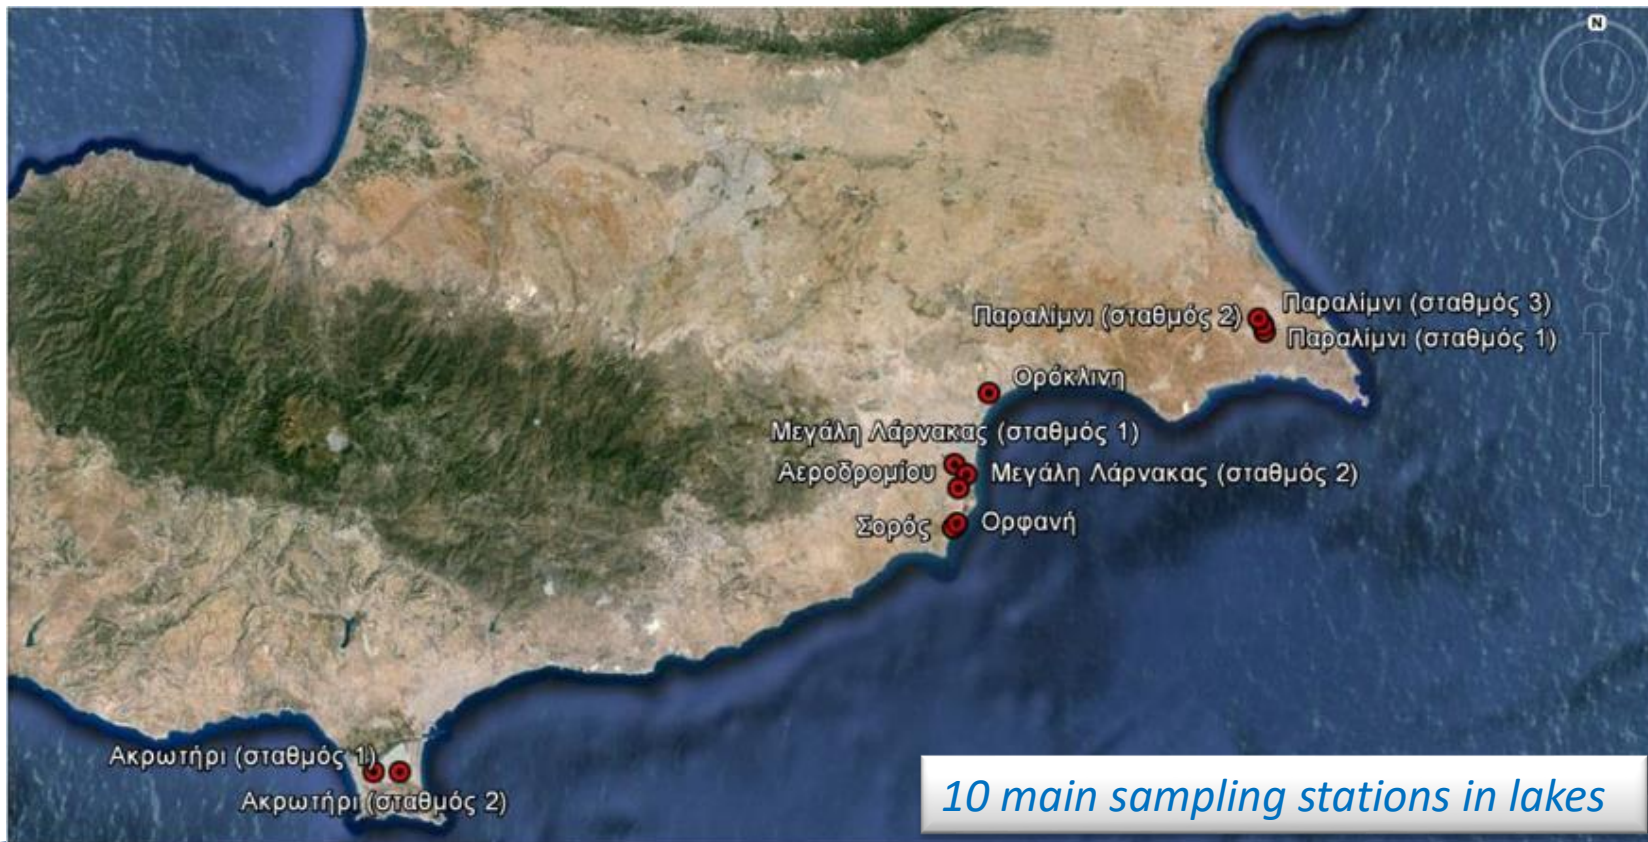 N
Παραλίμνι (σταθμός 3)
Παραλίμνι (σταθμός 2)
Παραλίμνι (σταθμός 1)
Ορόκλινη
Μεγάλη Λάρνακας (σταθμός 1)
Αεροδρομίου
Μεγάλη Λάρνακας (σταθμός 2)
Σορός
Ορφανή
Ακρωτήρι (σταθμός 1)
Ακρωτήρι (σταθμός 2)
10 main sampling stations in lakes